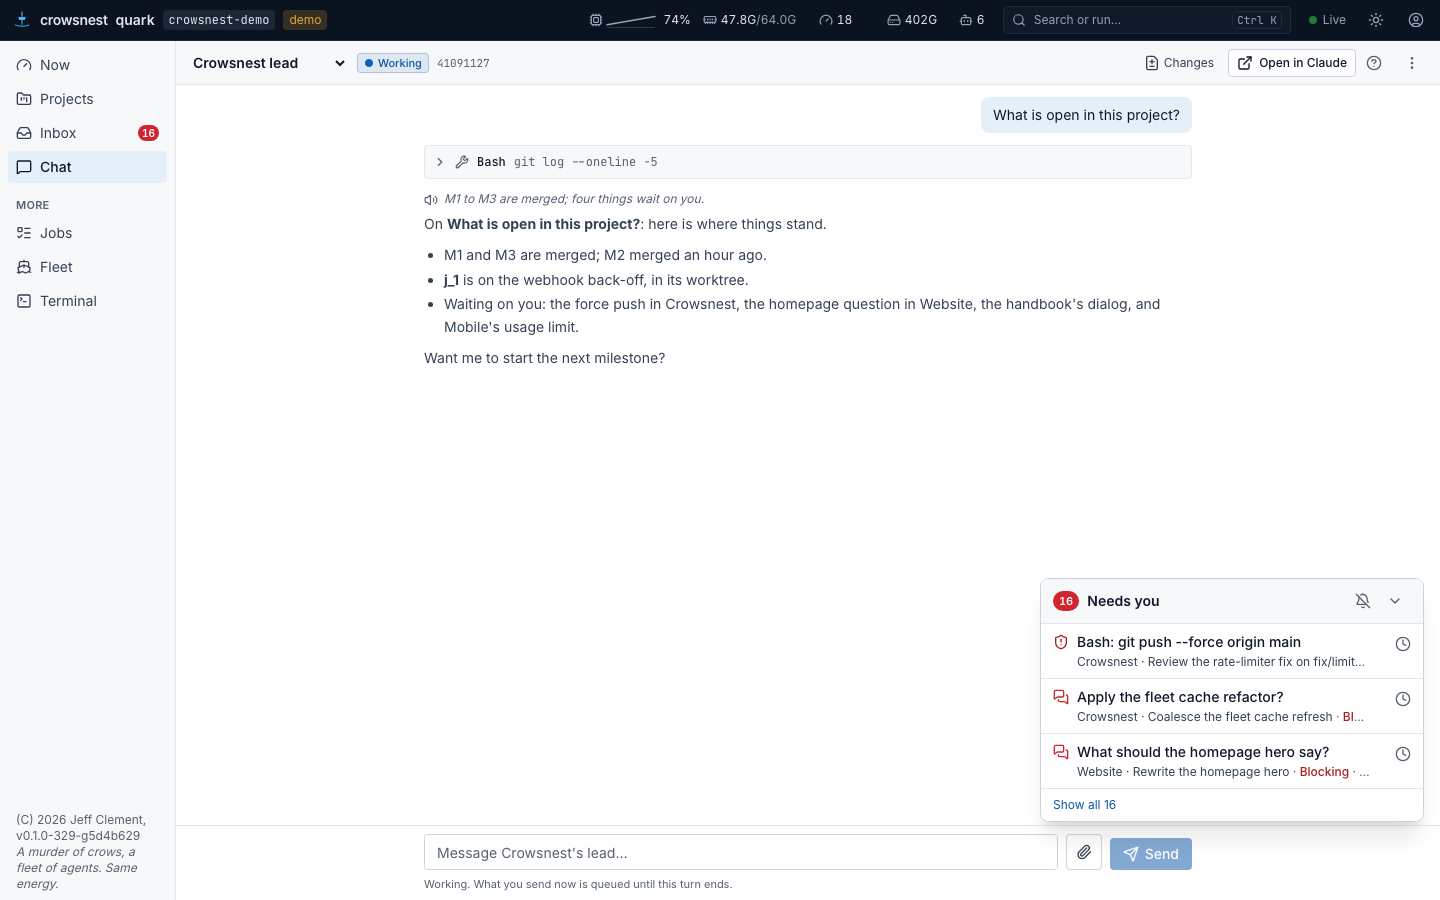 crowsnest quark crowsnest-demo demo
74% 47.8G/64.0G 18 402G 6
Search or run... Ctrl K
Live
Now
Projects
Inbox 16
Chat
MORE
Jobs
Fleet
Terminal
(C) 2026 Jeff Clement,
v0.1.0-329-g5d4b629
A murder of crows, a
fleet of agents. Same
energy.
Crowsnest lead Working 41091127
Changes Open in Claude
What is open in this project?
Bash git log --oneline -5
M1 to M3 are merged; four things wait on you.
On What is open in this project?: here is where things stand.
• M1 and M3 are merged; M2 merged an hour ago.
• j_1 is on the webhook back-off, in its worktree.
• Waiting on you: the force push in Crowsnest, the homepage question in Website, the handbook's dialog, and
Mobile's usage limit.
Want me to start the next milestone?
16 Needs you
Bash: git push --force origin main
Crowsnest · Review the rate-limiter fix on fix/limit...
Apply the fleet cache refactor?
Crowsnest · Coalesce the fleet cache refresh · Bl...
What should the homepage hero say?
Website · Rewrite the homepage hero · Blocking · ...
Show all 16
Message Crowsnest's lead...
Send
Working. What you send now is queued until this turn ends.